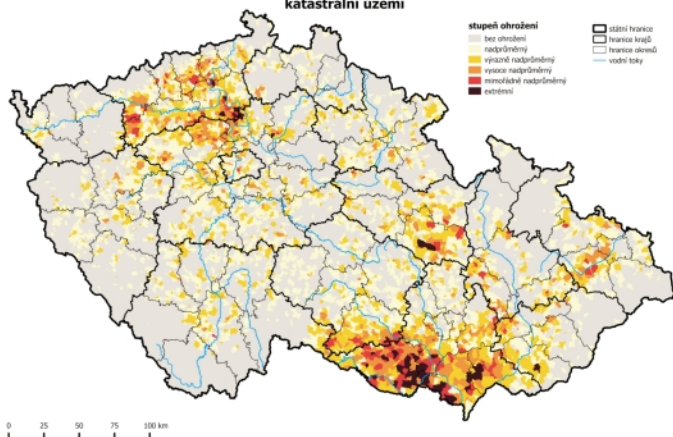 katastrální území
stupeň ohrožení
bez ohrožení
nadprůměrný
výrazně nadprůměrný
vysoce nadprůměrný
mimořádně nadprůměrný
extrémní
státní hranice
hranice krajů
hranice okresů
vodní toky
0 25 50 75 100 km